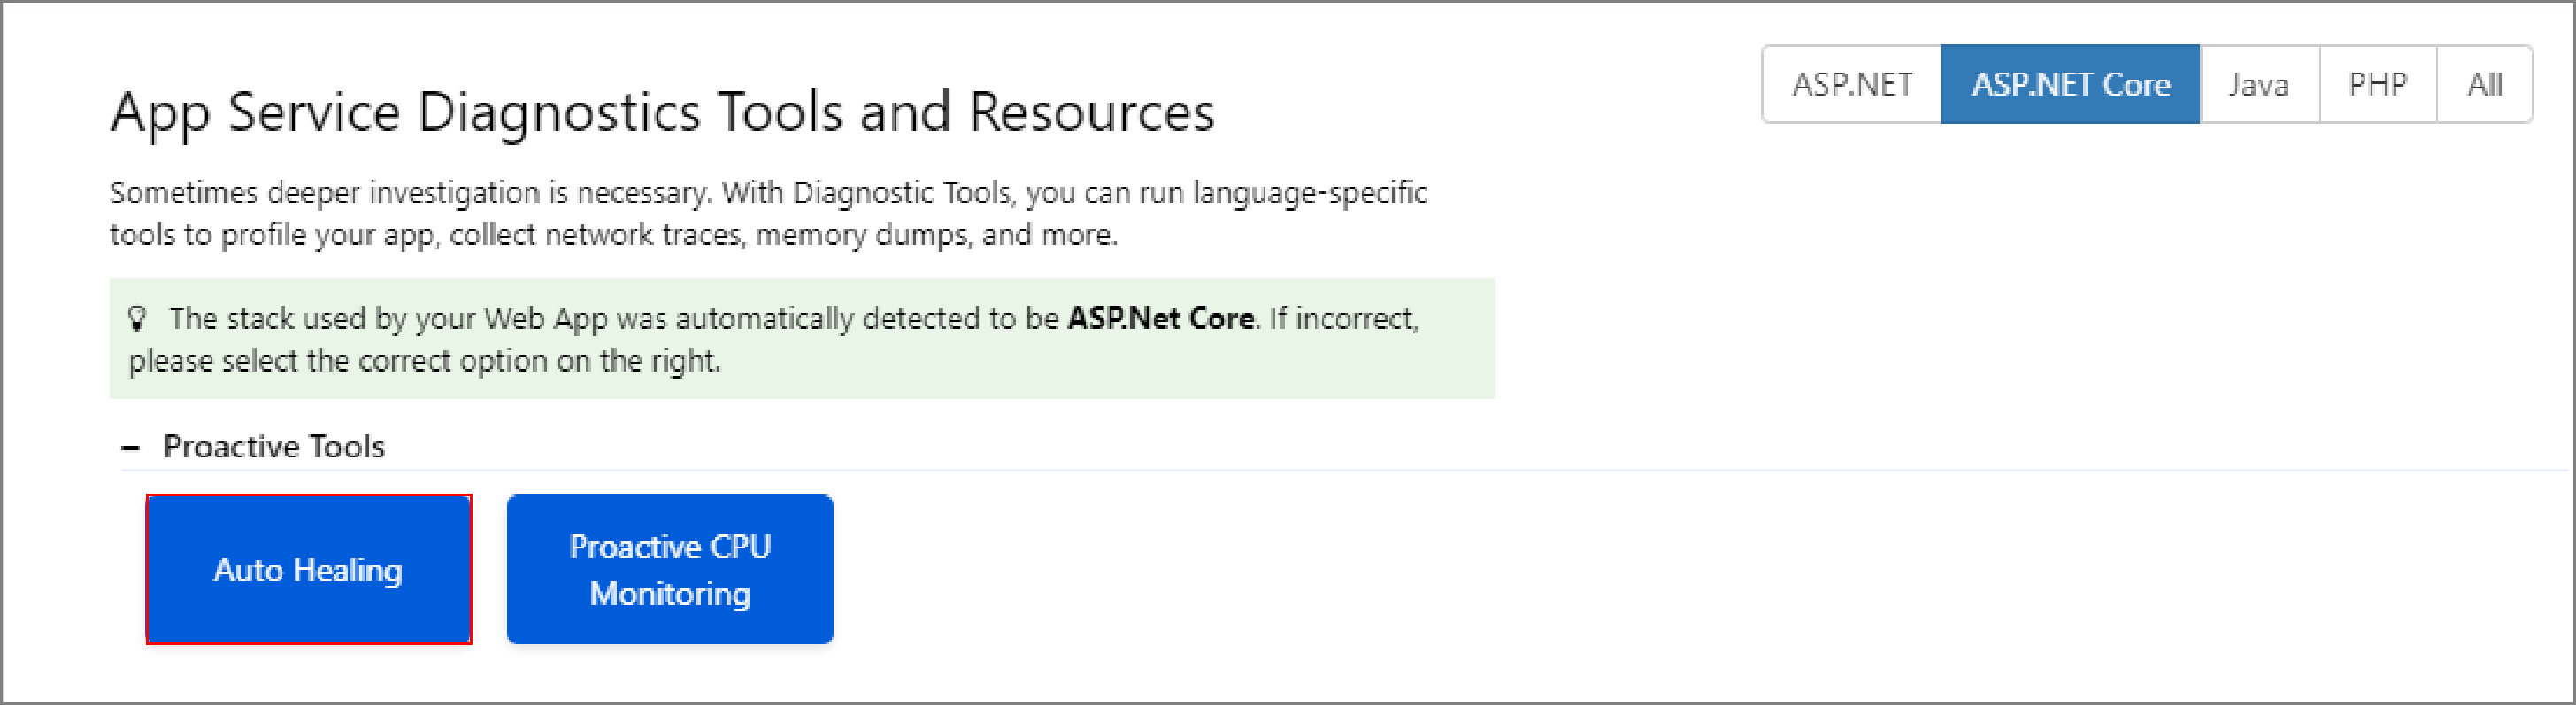 ASP.NET
ASP.NET Core
Java
PHP
All
App Service Diagnostics Tools and Resources
Sometimes deeper investigation is necessary. With Diagnostic Tools, you can run language-specific
tools to profile your app, collect network traces, memory dumps, and more.
The stack used by your Web App was automatically detected to be ASP.Net Core. If incorrect,
please select the correct option on the right.
Proactive Tools
Auto Healing
Proactive CPU
Monitoring